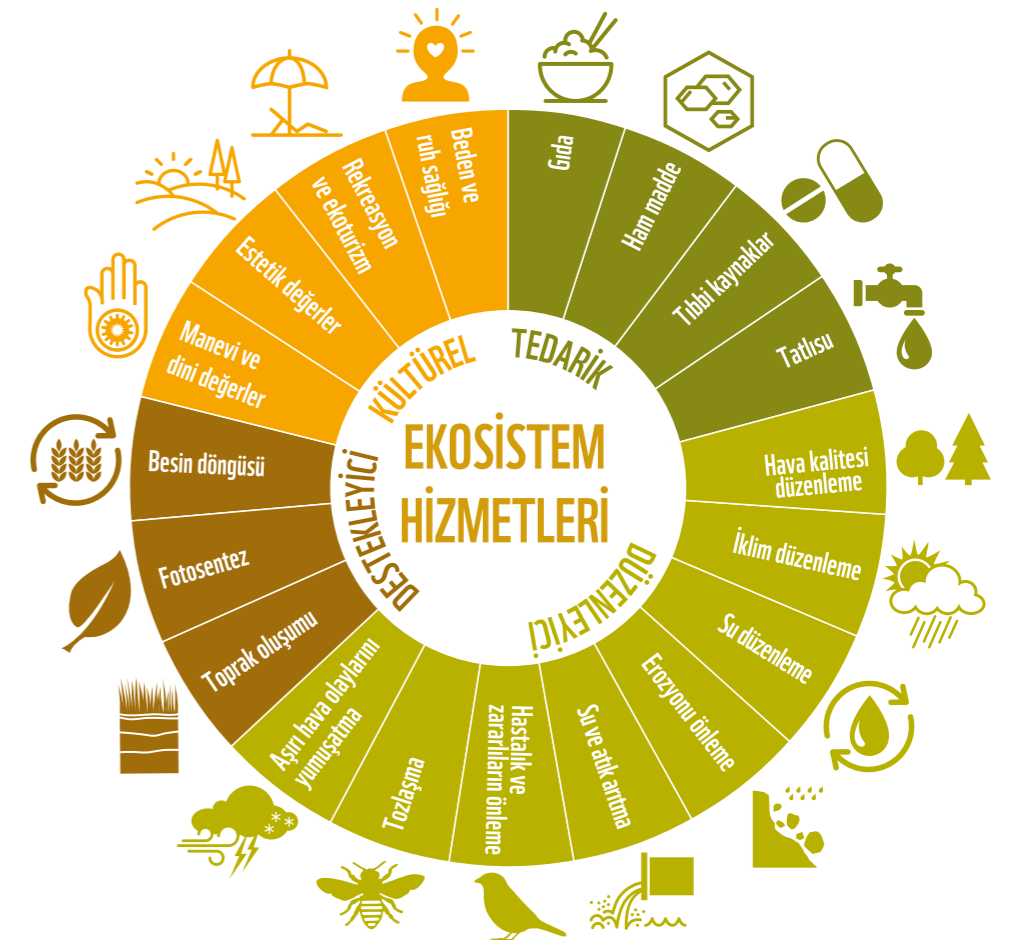 EKOSİSTEM
HİZMETLERİ
TEDARİK
Gıda
Ham madde
Tıbbi kaynaklar
Tatlısu
DÜZENLEYİCİ
Hava kalitesi
düzenleme
İklim düzenleme
Su düzenleme
Erozyonu önleme
Su ve atık arıtma
Hastalık ve
zararlıların önleme
Tozlaşma
Aşırı hava olaylarını
yumuşatma
DESTEKLEYİCİ
Toprak oluşumu
Fotosentez
Besin döngüsü
KÜLTÜREL
Manevi ve
dini değerler
Estetik değerler
Rekreasyon
ve ekoturizm
Beden ve
ruh sağlığı